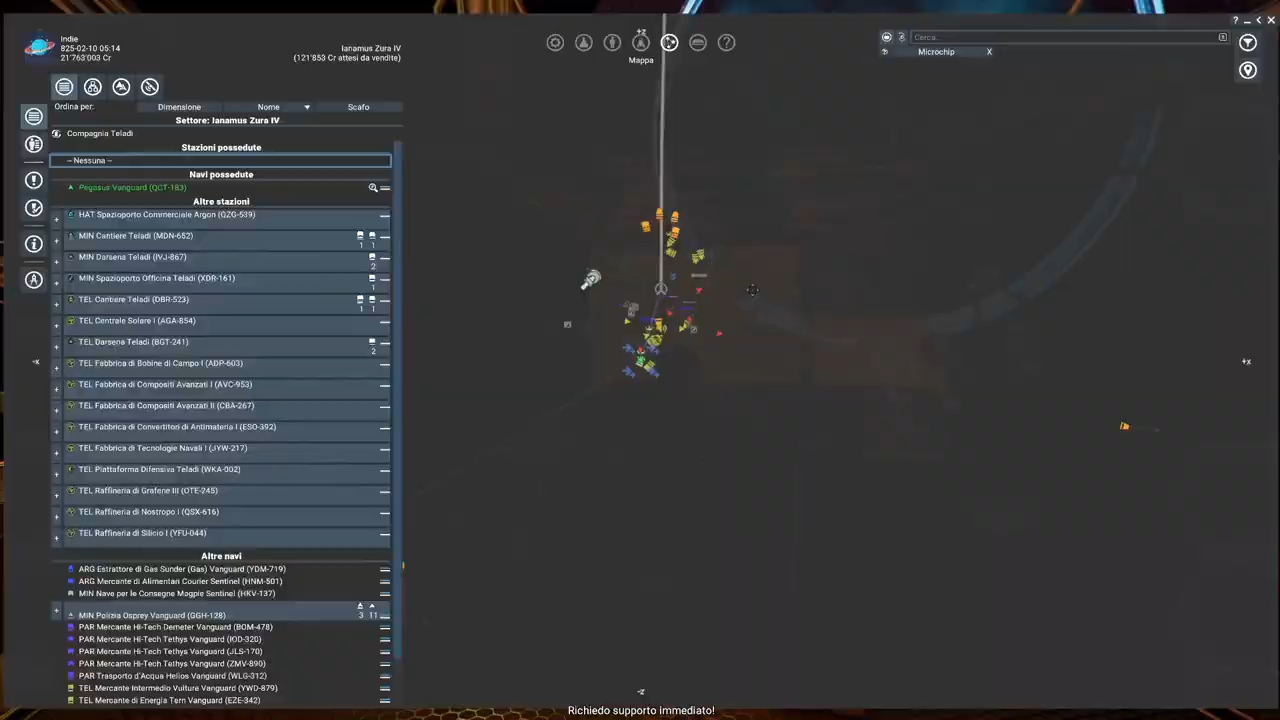 Indie
825-02-10 05:14
21'763'003 Cr
Ianamus Zura IV
(121'853 Cr attesi da vendite)
+Z
Mappa
Cerca...
Microchip X
Ordina per: Dimensione Nome Scafo
Settore: Ianamus Zura IV
Compagnia Teladi
Stazioni possedute
-- Nessuna --
Navi possedute
Pegasus Vanguard (QCT-183)
Altre stazioni
HAT Spazioporto Commerciale Argon (QZG-539)
MIN Cantiere Teladi (MDN-652) 1 1
MIN Darsena Teladi (IVJ-867) 2
MIN Spazioporto Officina Teladi (XDR-161) 1
TEL Cantiere Teladi (DBR-523) 1 1
TEL Centrale Solare I (AGA-854)
TEL Darsena Teladi (BGT-241) 2
TEL Fabbrica di Bobine di Campo I (ADP-603)
TEL Fabbrica di Compositi Avanzati I (AVC-953)
TEL Fabbrica di Compositi Avanzati II (CBA-267)
TEL Fabbrica di Convertitori di Antimateria I (ESO-392)
TEL Fabbrica di Tecnologie Navali I (JYW-217)
TEL Piattaforma Difensiva Teladi (WKA-002)
TEL Raffineria di Grafene III (OTE-245)
TEL Raffineria di Nostropo I (QSX-616)
TEL Raffineria di Silicio I (YFU-044)
Altre navi
ARG Estrattore di Gas Sunder (Gas) Vanguard (YDM-719)
ARG Mercante di Alimentari Courier Sentinel (HNM-501)
MIN Nave per le Consegne Magpie Sentinel (HKV-137)
MIN Polizia Osprey Vanguard (GGH-128) 3 11
PAR Mercante Hi-Tech Demeter Vanguard (BOM-478)
PAR Mercante Hi-Tech Tethys Vanguard (IOD-320)
PAR Mercante Hi-Tech Tethys Vanguard (JLS-170)
PAR Mercante Hi-Tech Tethys Vanguard (ZMV-890)
PAR Trasporto d'Acqua Helios Vanguard (WLG-312)
TEL Mercante Intermedio Vulture Vanguard (YWD-879)
TEL Mercante di Energia Tern Vanguard (EZE-342)
-X
+X
-Z
Richiedo supporto immediato!